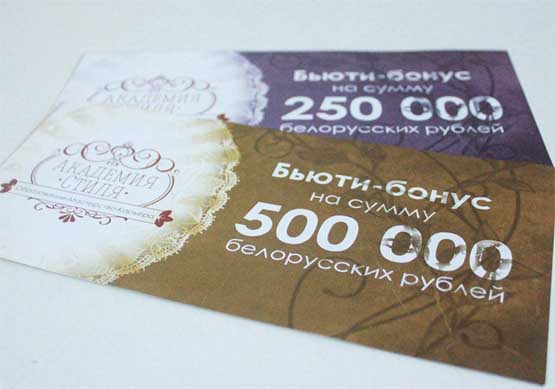 Бьюти-бонус
на сумму
250 000
белорусских рублей
АКАДЕМИЯ
СТИЛЯ
Бьюти-бонус
на сумму
500 000
белорусских рублей